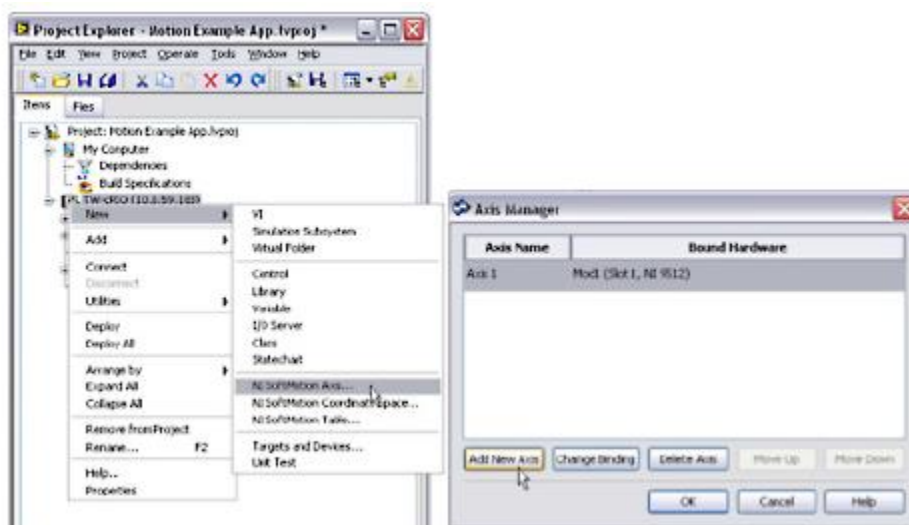 Project Explorer - Motion Example App.lvproj *
File Edit View Project Operate Tools Window Help
Items Files
Project: Motion Example App.lvproj
My Computer
Dependencies
Build Specifications
New
Add
Connect
Disconnect
Utilities
Deploy
Deploy All
Arrange by
Expand All
Collapse All
Remove from Project
Rename... F2
Help...
Properties
VI
Simulation Subsystem
Virtual Folder
Control
Library
Variable
I/O Server
Class
Statechart
NI SoftMotion Axis...
NI SoftMotion Coordinate Space...
NI SoftMotion Table...
Targets and Devices...
Unit Test
Axis Manager
Axis Name Bound Hardware
Axis 1 Mod1 (Slot 1, NI 9512)
Add New Axis Change Binding Delete Axis Move Up Move Down
OK Cancel Help